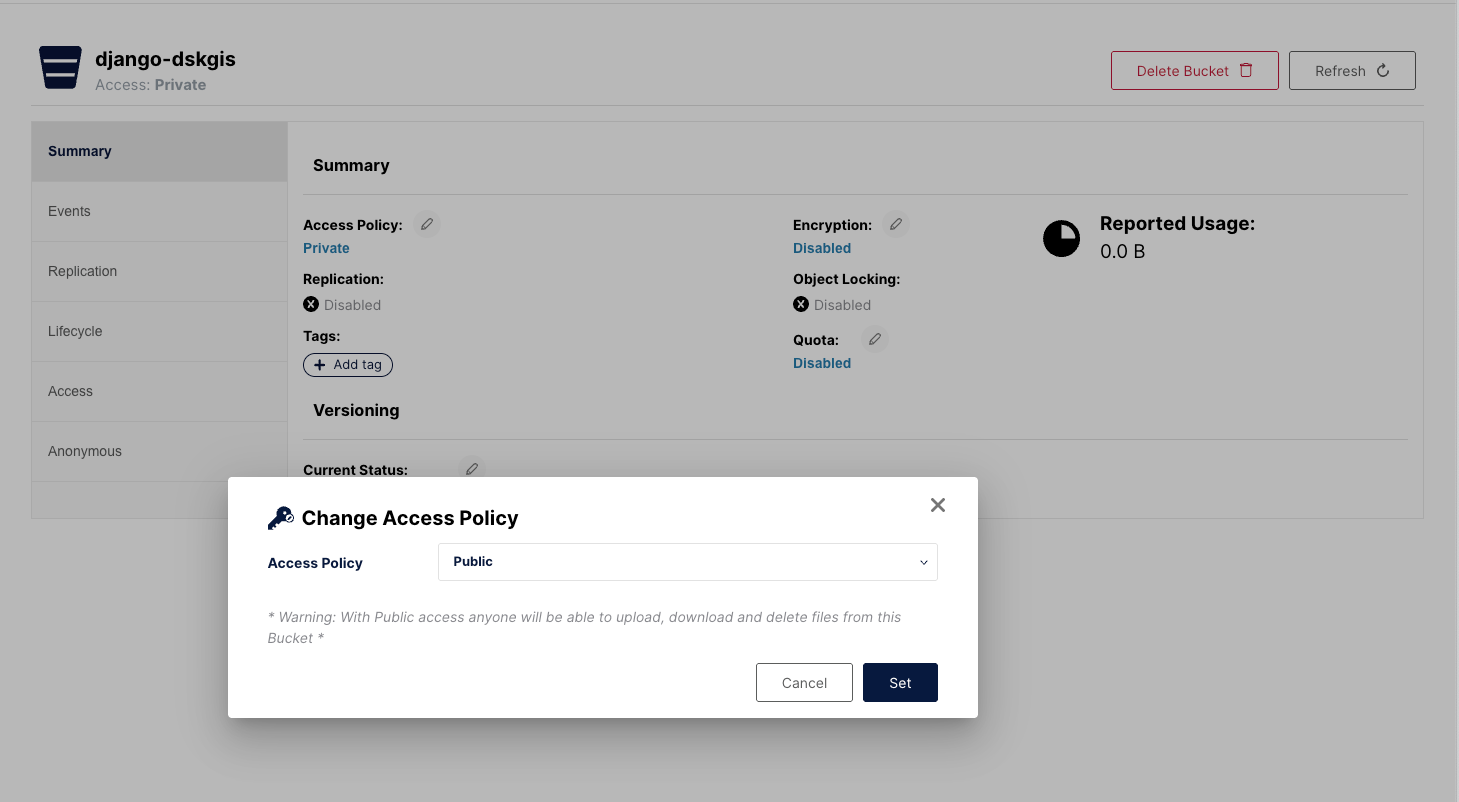 django-dskgis
Access: Private
Delete Bucket
Refresh
Summary
Events
Replication
Lifecycle
Access
Anonymous
Summary
Access Policy:
Private
Replication:
Disabled
Tags:
+ Add tag
Encryption:
Disabled
Object Locking:
Disabled
Quota:
Disabled
Reported Usage:
0.0 B
Versioning
Current Status:
Change Access Policy
Access Policy
Public
* Warning: With Public access anyone will be able to upload, download and delete files from this
Bucket *
Cancel
Set